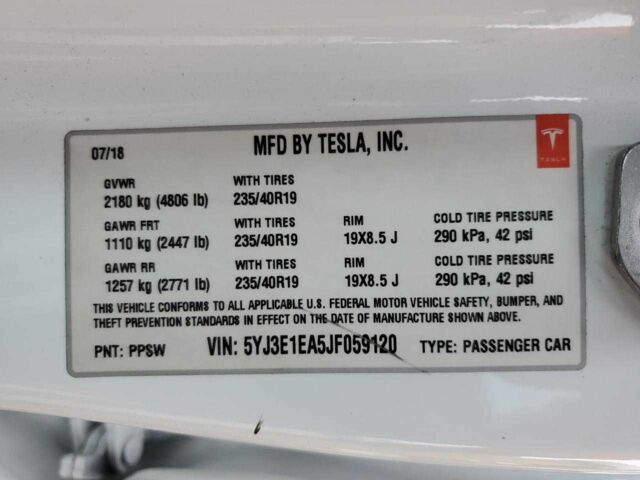 07/18 MFD BY TESLA, INC.
TESLA
GVWR WITH TIRES
2180 kg (4806 lb) 235/40R19
GAWR FRT WITH TIRES RIM COLD TIRE PRESSURE
1110 kg (2447 lb) 235/40R19 19X8.5 J 290 kPa, 42 psi
GAWR RR WITH TIRES RIM COLD TIRE PRESSURE
1257 kg (2771 lb) 235/40R19 19X8.5 J 290 kPa, 42 psi
THIS VEHICLE CONFORMS TO ALL APPLICABLE U.S. FEDERAL MOTOR VEHICLE SAFETY, BUMPER, AND
THEFT PREVENTION STANDARDS IN EFFECT ON THE DATE OF MANUFACTURE SHOWN ABOVE.
PNT: PPSW VIN: 5YJ3E1EA5JF059120 TYPE: PASSENGER CAR